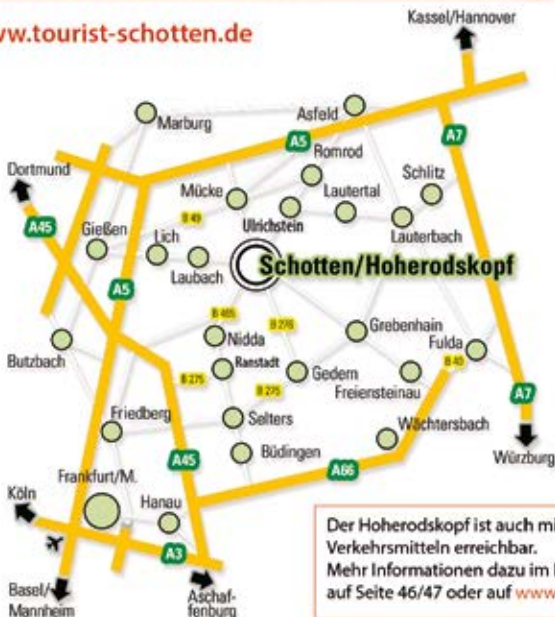 ww.tourist-schotten.de
Kassel/Hannover
Marburg
Asfeld
A5
A7
Romrod
Dortmund
Mücke
Lautertal
Schlitz
A45
B 49
Ulrichstein
Gießen
Lich
Lauterbach
Laubach
Schotten/Hoherodskopf
A5
B 465
B 276
Nidda
Grebenhain
Fulda
Butzbach
Ranstadt
B 40
B 275
Gedern
Freiensteinau
B 275
A7
Friedberg
Selters
Wächtersbach
A45
Büdingen
Würzburg
A66
Frankfurt/M.
Köln
Hanau
A3
Basel/
Mannheim
Aschaf-
fenburg
Der Hoherodskopf ist auch mi
Verkehrsmitteln erreichbar.
Mehr Informationen dazu im
auf Seite 46/47 oder auf www.